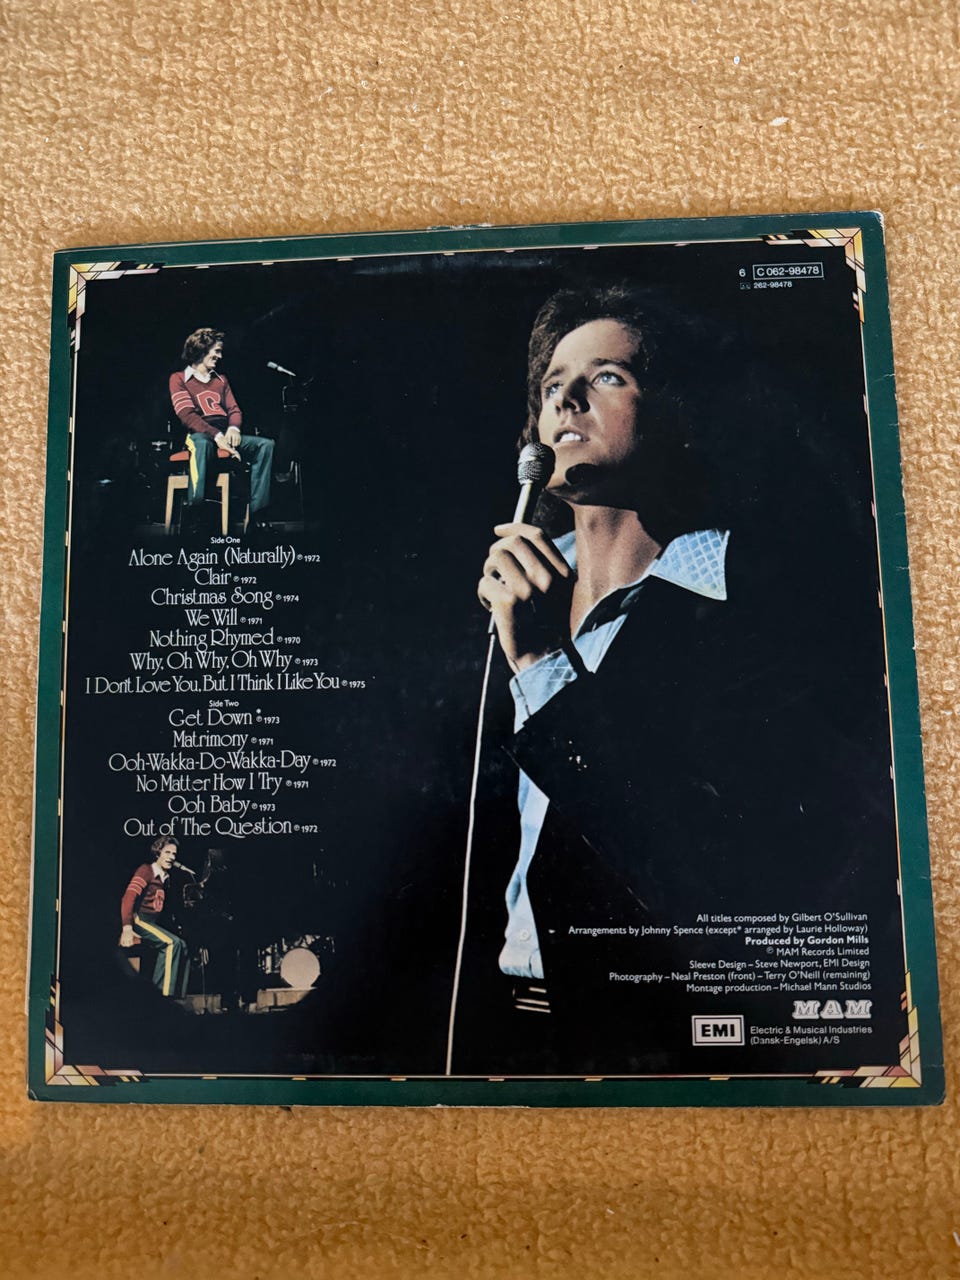 6 C 062-98478
262-98478
Side One
Alone Again (Naturally) ℗ 1972
Clair ℗ 1972
Christmas Song ℗ 1974
We Will ℗ 1971
Nothing Rhymed ℗ 1970
Why, Oh Why, Oh Why ℗ 1973
I Don't Love You, But I Think I Like You ℗ 1975
Side Two
Get Down * ℗ 1973
Matrimony ℗ 1971
Ooh-Wakka-Do-Wakka-Day ℗ 1972
No Matter How I Try ℗ 1971
Ooh Baby ℗ 1973
Out of The Question ℗ 1972
All titles composed by Gilbert O'Sullivan
Arrangements by Johnny Spence (except* arranged by Laurie Holloway)
Produced by Gordon Mills
℗ MAM Records Limited
Sleeve Design – Steve Newport, EMI Design
Photography – Neal Preston (front) – Terry O'Neill (remaining)
Montage production – Michael Mann Studios
MAM
EMI
Electric & Musical Industries
(Dansk-Engelsk) A/S